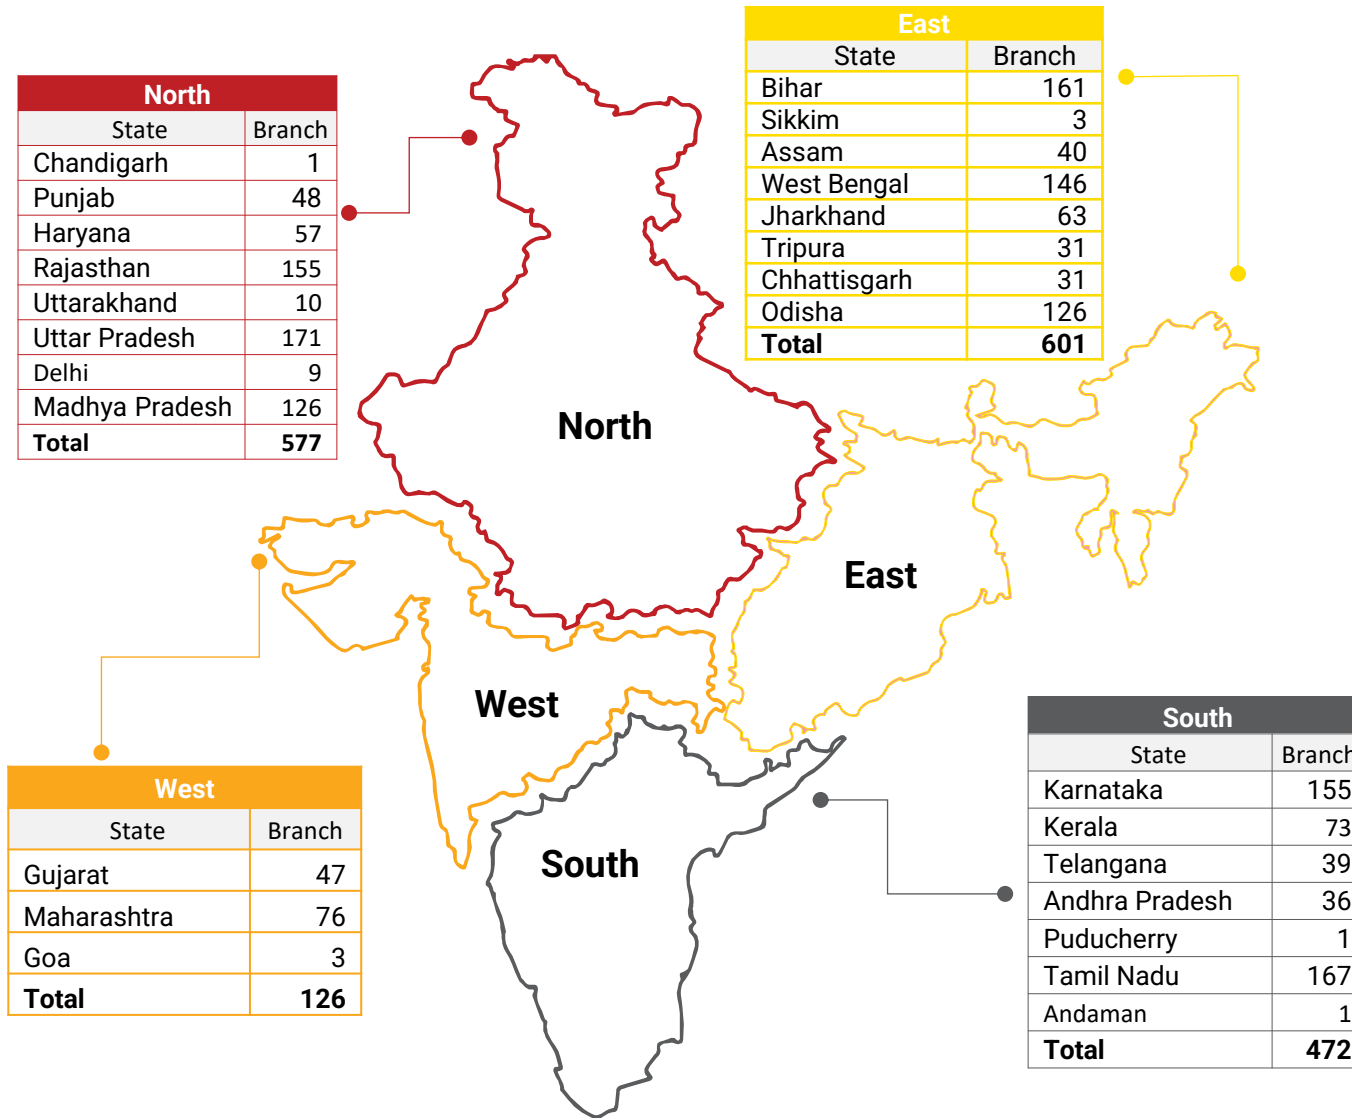 East
State Branch
Bihar 161
Sikkim 3
Assam 40
West Bengal 146
Jharkhand 63
Tripura 31
Chhattisgarh 31
Odisha 126
Total 601
North
State Branch
Chandigarh 1
Punjab 48
Haryana 57
Rajasthan 155
Uttarakhand 10
Uttar Pradesh 171
Delhi 9
Madhya Pradesh 126
Total 577
North
East
West
South
West
State Branch
Gujarat 47
Maharashtra 76
Goa 3
Total 126
South
State Branch
Karnataka 155
Kerala 73
Telangana 39
Andhra Pradesh 36
Puducherry 1
Tamil Nadu 167
Andaman 1
Total 472